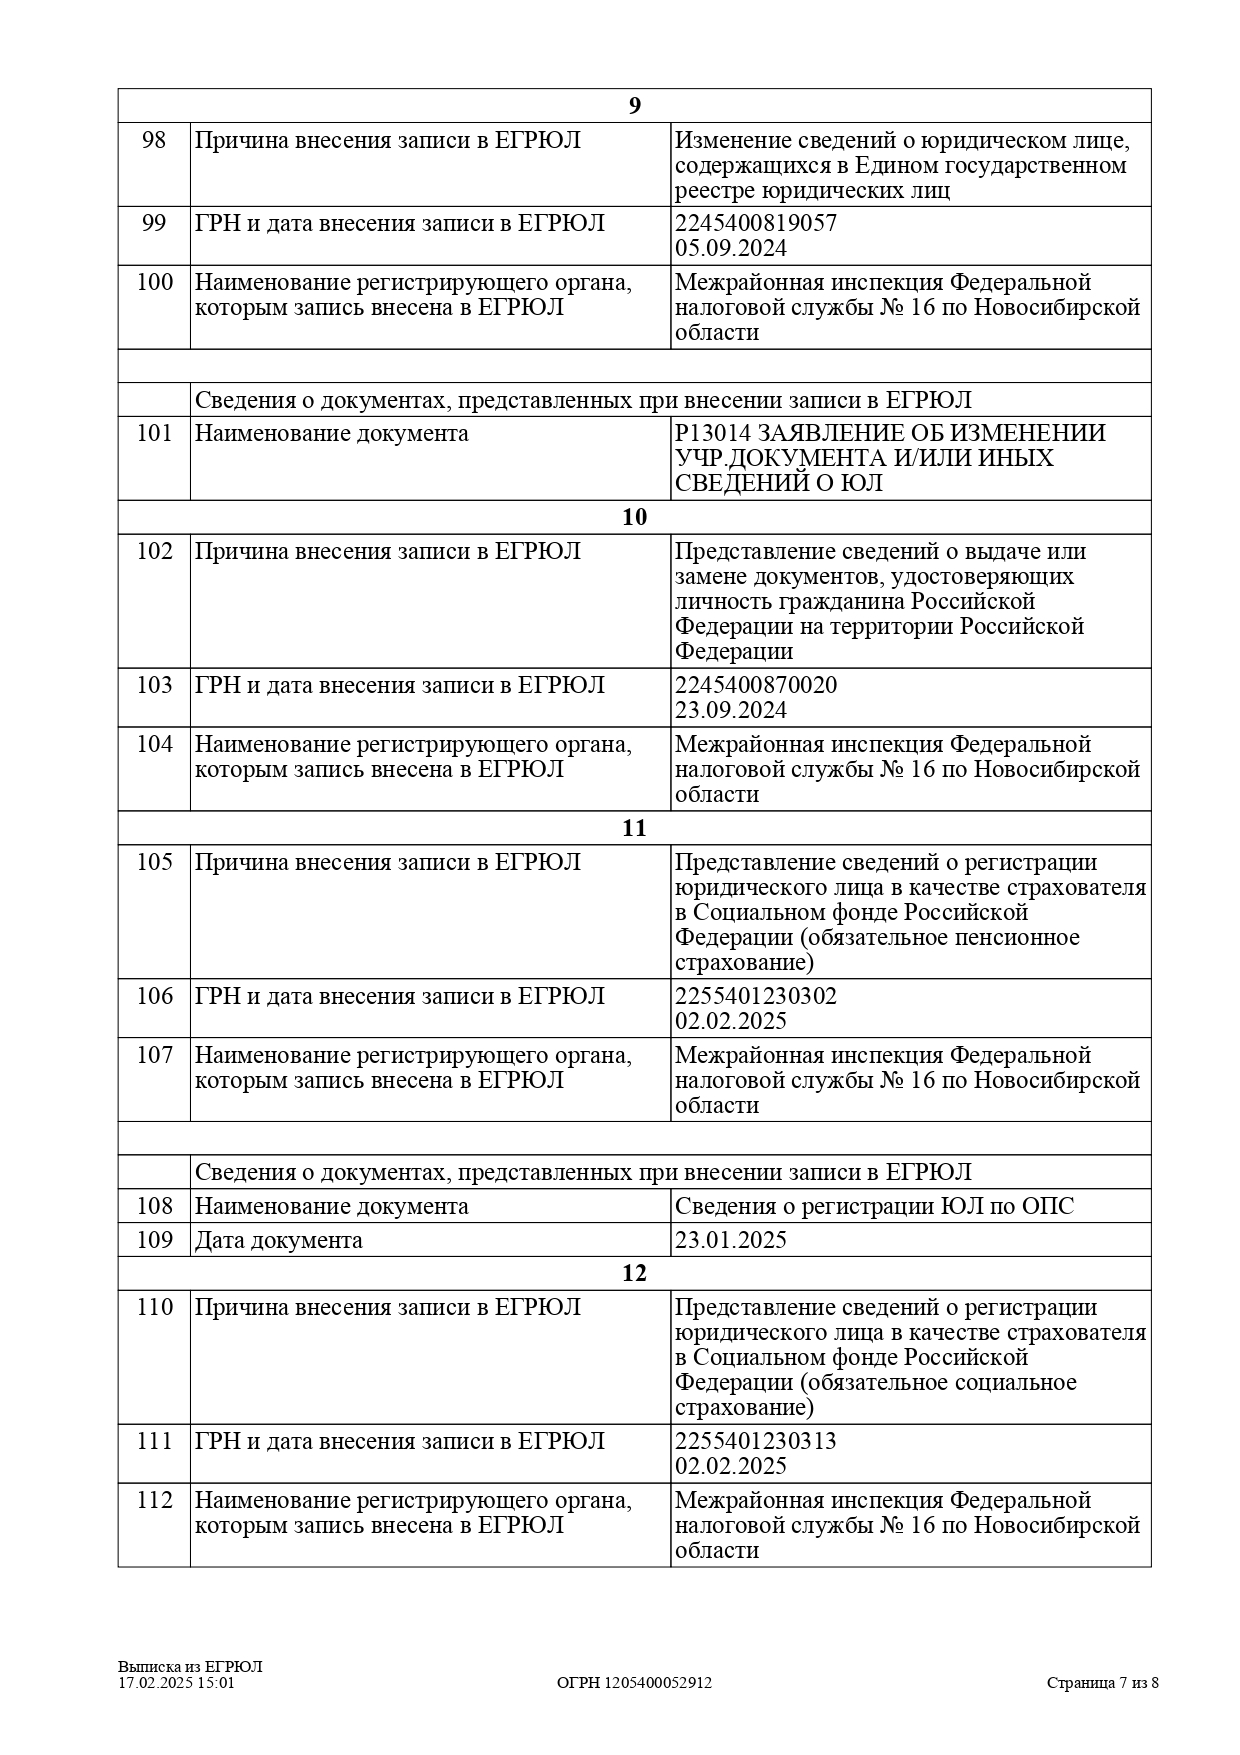 9
98 Причина внесения записи в ЕГРЮЛ Изменение сведений о юридическом лице,
содержащихся в Едином государственном
реестре юридических лиц
99 ГРН и дата внесения записи в ЕГРЮЛ 2245400819057
05.09.2024
100 Наименование регистрирующего органа, Межрайонная инспекция Федеральной
которым запись внесена в ЕГРЮЛ налоговой службы № 16 по Новосибирской
области
Сведения о документах, представленных при внесении записи в ЕГРЮЛ
101 Наименование документа Р13014 ЗАЯВЛЕНИЕ ОБ ИЗМЕНЕНИИ
УЧР.ДОКУМЕНТА И/ИЛИ ИНЫХ
СВЕДЕНИЙ О ЮЛ
10
102 Причина внесения записи в ЕГРЮЛ Представление сведений о выдаче или
замене документов, удостоверяющих
личность гражданина Российской
Федерации на территории Российской
Федерации
103 ГРН и дата внесения записи в ЕГРЮЛ 2245400870020
23.09.2024
104 Наименование регистрирующего органа, Межрайонная инспекция Федеральной
которым запись внесена в ЕГРЮЛ налоговой службы № 16 по Новосибирской
области
11
105 Причина внесения записи в ЕГРЮЛ Представление сведений о регистрации
юридического лица в качестве страхователя
в Социальном фонде Российской
Федерации (обязательное пенсионное
страхование)
106 ГРН и дата внесения записи в ЕГРЮЛ 2255401230302
02.02.2025
107 Наименование регистрирующего органа, Межрайонная инспекция Федеральной
которым запись внесена в ЕГРЮЛ налоговой службы № 16 по Новосибирской
области
Сведения о документах, представленных при внесении записи в ЕГРЮЛ
108 Наименование документа Сведения о регистрации ЮЛ по ОПС
109 Дата документа 23.01.2025
12
110 Причина внесения записи в ЕГРЮЛ Представление сведений о регистрации
юридического лица в качестве страхователя
в Социальном фонде Российской
Федерации (обязательное социальное
страхование)
111 ГРН и дата внесения записи в ЕГРЮЛ 2255401230313
02.02.2025
112 Наименование регистрирующего органа, Межрайонная инспекция Федеральной
которым запись внесена в ЕГРЮЛ налоговой службы № 16 по Новосибирской
области
Выписка из ЕГРЮЛ
17.02.2025 15:01 ОГРН 1205400052912 Страница 7 из 8